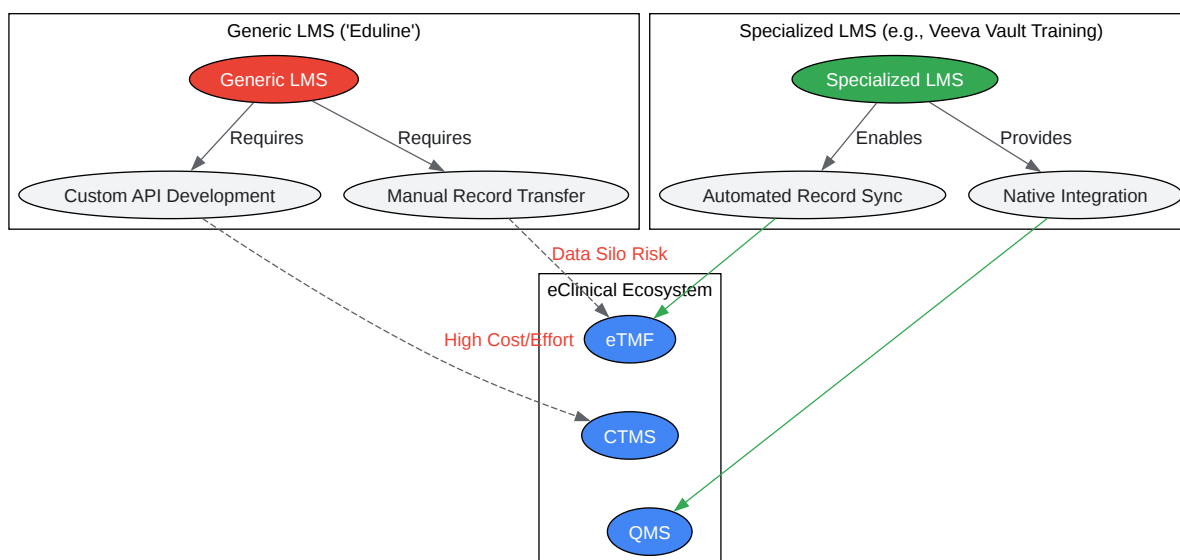 Generic LMS ('Eduline')
Specialized LMS (e.g., Veeva Vault Training)
Generic LMS
Specialized LMS
Requires
Requires
Enables
Provides
Custom API Development
Manual Record Transfer
Automated Record Sync
Native Integration
Data Silo Risk
eClinical Ecosystem
High Cost/Effort
eTMF
CTMS
QMS